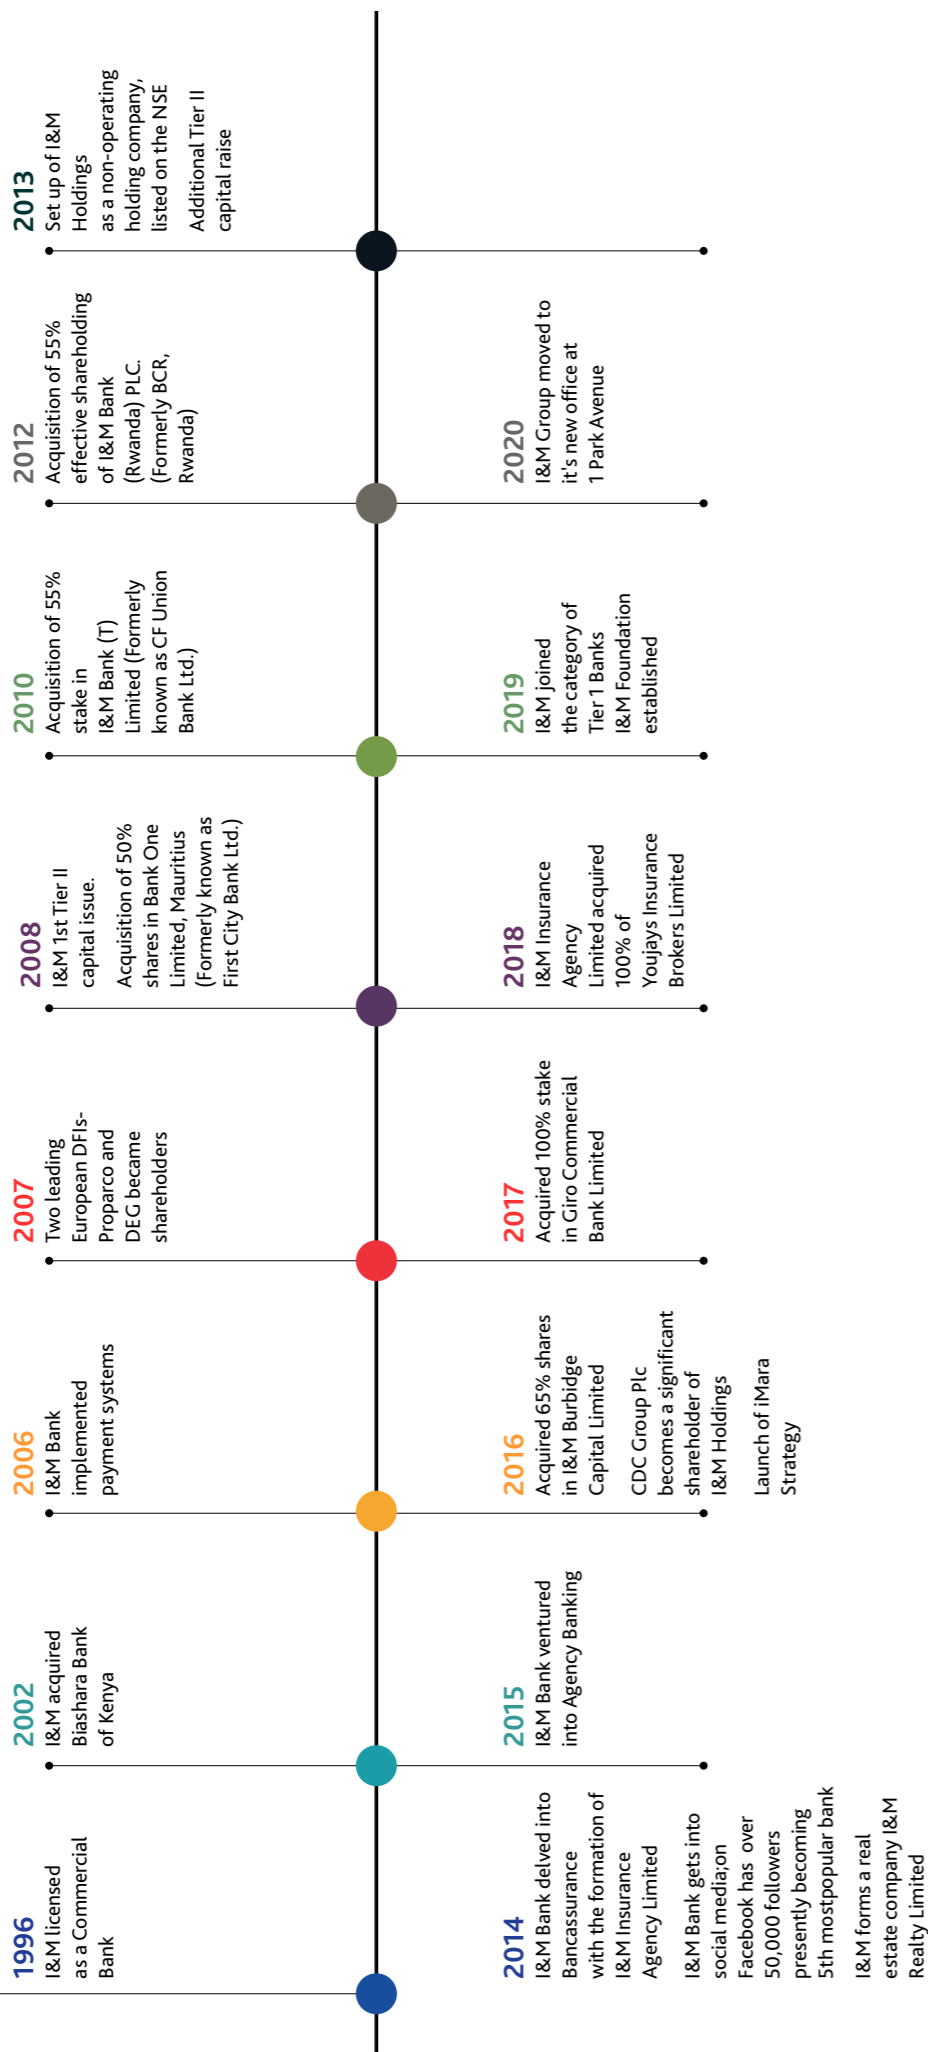 1996
I&M licensed
as a Commercial
Bank
2002
I&M acquired
Biashara Bank
of Kenya
2006
I&M Bank
implemented
payment systems
2007
Two leading
European DFIs-
Proparco and
DEG became
shareholders
2008
I&M 1st Tier II
capital issue.
Acquisition of 50%
shares in Bank One
Limited, Mauritius
(Formerly known as
First City Bank Ltd.)
2010
Acquisition of 55%
stake in
I&M Bank (T)
Limited (Formerly
known as CF Union
Bank Ltd.)
2012
Acquisition of 55%
effective shareholding
of I&M Bank
(Rwanda) PLC.
(Formerly BCR,
Rwanda)
2013
Set up of I&M
Holdings
as a non-operating
holding company,
listed on the NSE
Additional Tier II
capital raise
2014
I&M Bank delved into
Bancassurance
with the formation of
I&M Insurance
Agency Limited
I&M Bank gets into
social media;on
Facebook has over
50,000 followers
presently becoming
5th mostpopular bank
I&M forms a real
estate company I&M
Realty Limited
2015
I&M Bank ventured
into Agency Banking
2016
Acquired 65% shares
in I&M Burbidge
Capital Limited
CDC Group Plc
becomes a significant
shareholder of
I&M Holdings
Launch of iMara
Strategy
2017
Acquired 100% stake
in Giro Commercial
Bank Limited
2018
I&M Insurance
Agency
Limited acquired
100% of
Youjays Insurance
Brokers Limited
2019
I&M joined
the category of
Tier 1 Banks
I&M Foundation
established
2020
I&M Group moved to
it's new office at
1 Park Avenue